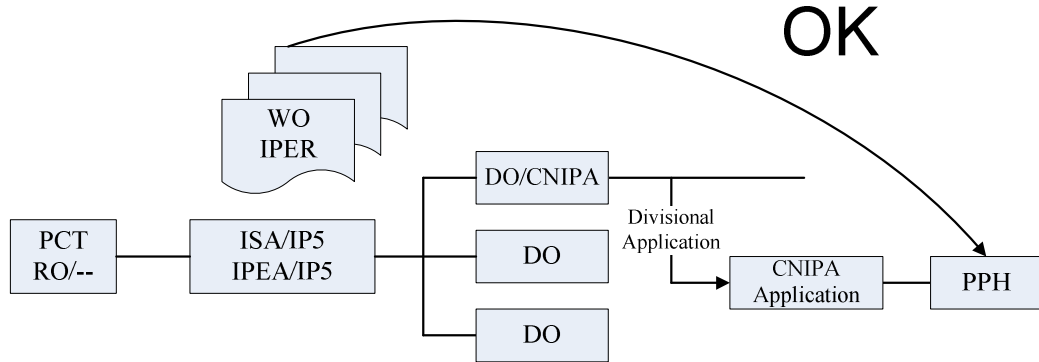 OK
WO
IPER
DO/CNIPA
Divisional
Application
PCT
RO/--
ISA/IP5
IPEA/IP5
DO
CNIPA
Application
PPH
DO